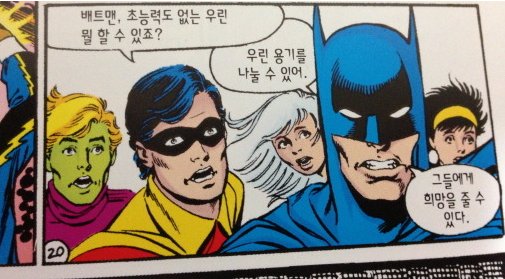 배트맨, 초능력도 없는 우린
뭘 할 수 있죠?
우린 용기를
나눌 수 있어.
그들에게
희망을 줄 수
있다.
20